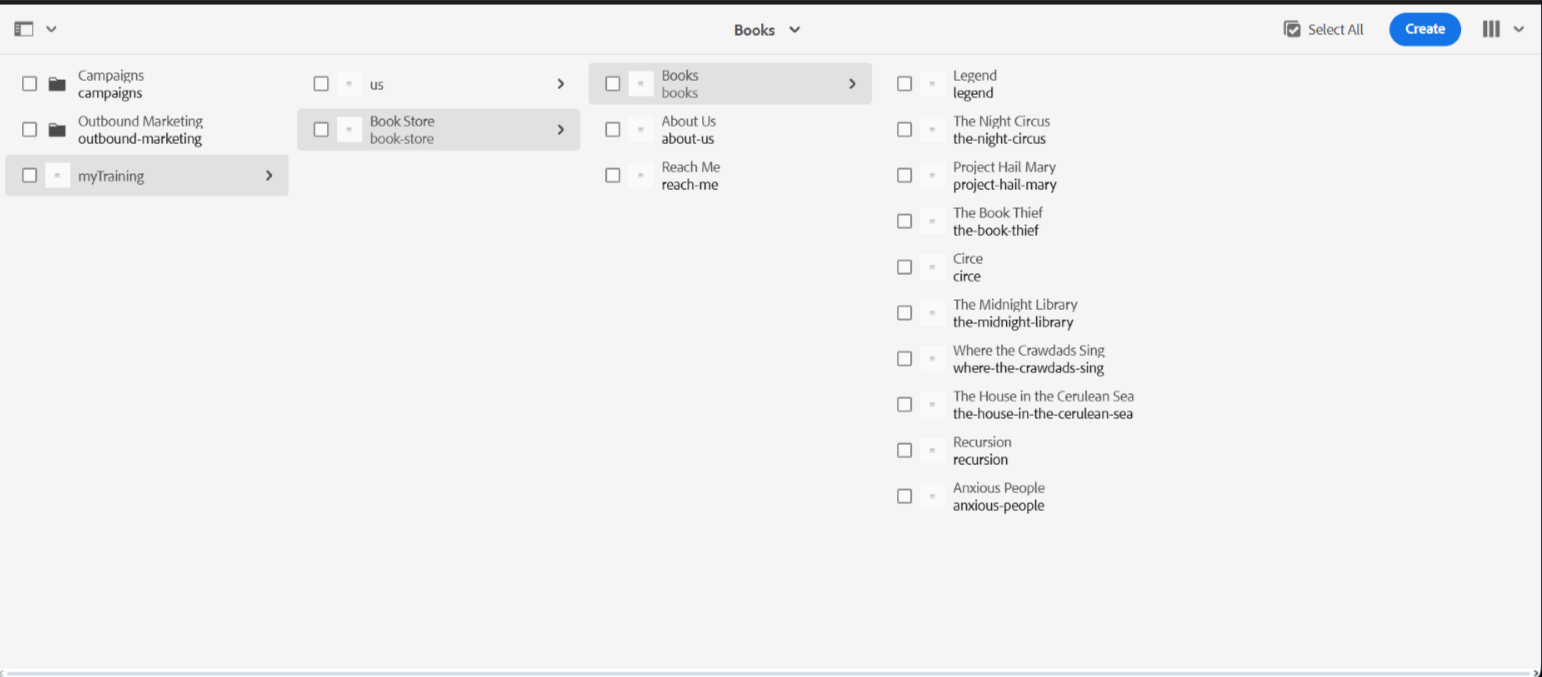 Books
Select All
Create
Campaigns
campaigns
Outbound Marketing
outbound-marketing
myTraining
us
Book Store
book-store
Books
books
About Us
about-us
Reach Me
reach-me
Legend
legend
The Night Circus
the-night-circus
Project Hail Mary
project-hail-mary
The Book Thief
the-book-thief
Circe
circe
The Midnight Library
the-midnight-library
Where the Crawdads Sing
where-the-crawdads-sing
The House in the Cerulean Sea
the-house-in-the-cerulean-sea
Recursion
recursion
Anxious People
anxious-people